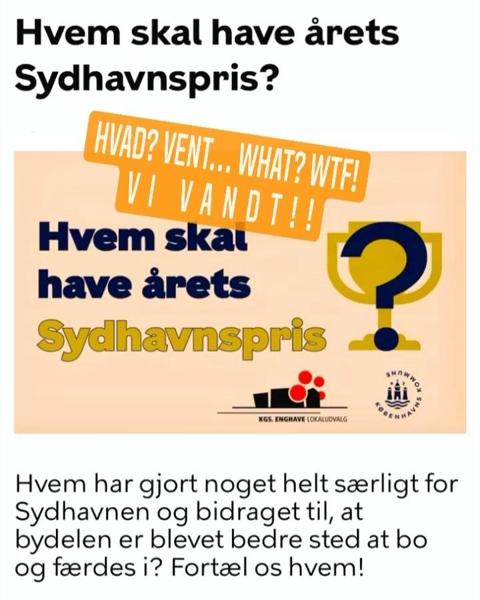 Hvem skal have årets
Sydhavnspris?
HVAD? VENT... WHAT? WTF!
VI VANDT!!
Hvem skal
have årets
Sydhavnspris
?
KGS. ENGHAVE LOKALUDVALG
KØBENHAVNS KOMMUNE
Hvem har gjort noget helt særligt for
Sydhavnen og bidraget til, at
bydelen er blevet bedre sted at bo
og færdes i? Fortæl os hvem!